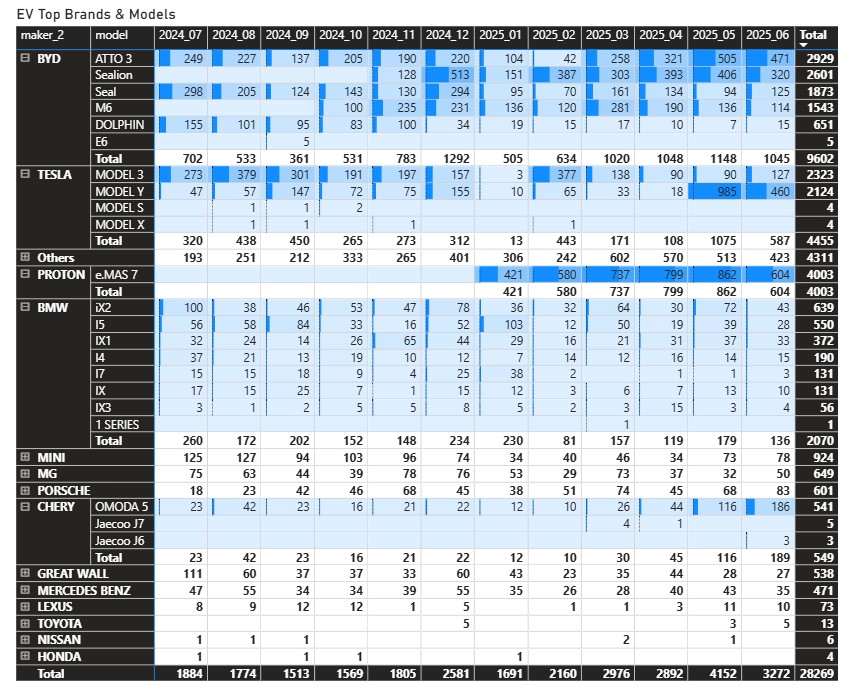 EV Top Brands & Models
maker_2 model 2024_07 2024_08 2024_09 2024_10 2024_11 2024_12 2025_01 2025_02 2025_03 2025_04 2025_05 2025_06 Total
BYD ATTO 3 249 227 137 205 190 220 104 42 258 321 505 471 2929
Sealion 128 513 151 387 303 393 406 320 2601
Seal 298 205 124 143 130 294 95 70 161 134 94 125 1873
M6 100 235 231 136 120 281 190 136 114 1543
DOLPHIN 155 101 95 83 100 34 19 15 17 10 7 15 651
E6 5 5
Total 702 533 361 531 783 1292 505 634 1020 1048 1148 1045 9602
TESLA MODEL 3 273 379 301 191 197 157 3 377 138 90 90 127 2323
MODEL Y 47 57 147 72 75 155 10 65 33 18 985 460 2124
MODEL S 1 1 2 4
MODEL X 1 1 1 1 4
Total 320 438 450 265 273 312 13 443 171 108 1075 587 4455
Others 193 251 212 333 265 401 306 242 602 570 513 423 4311
PROTON e.MAS 7 421 580 737 799 862 604 4003
Total 421 580 737 799 862 604 4003
BMW iX2 100 38 46 53 47 78 36 32 64 30 72 43 639
I5 56 58 84 33 16 52 103 12 50 19 39 28 550
IX1 32 24 14 26 65 44 29 16 21 31 37 33 372
I4 37 21 13 19 10 12 7 14 12 16 14 15 190
I7 15 15 18 9 4 25 38 2 1 1 3 131
IX 17 15 25 7 1 15 12 3 6 7 13 10 131
IX3 3 1 2 5 5 8 5 2 3 15 3 4 56
1 SERIES 1 1
Total 260 172 202 152 148 234 230 81 157 119 179 136 2070
MINI 125 127 94 103 96 74 34 40 46 34 73 78 924
MG 75 63 44 39 78 76 53 29 73 37 32 50 649
PORSCHE 18 23 42 46 68 45 38 51 74 45 68 83 601
CHERY OMODA 5 23 42 23 16 21 22 12 10 26 44 116 186 541
Jaecoo J7 4 1 5
Jaecoo J6 3 3
Total 23 42 23 16 21 22 12 10 30 45 116 189 549
GREAT WALL 111 60 37 37 33 60 43 23 35 44 28 27 538
MERCEDES BENZ 47 55 34 34 39 55 35 26 28 40 43 35 471
LEXUS 8 9 12 12 1 5 1 1 3 11 10 73
TOYOTA 5 3 5 13
NISSAN 1 1 1 2 1 6
HONDA 1 1 1 1 4
Total 1884 1774 1513 1569 1805 2581 1691 2160 2976 2892 4152 3272 28269